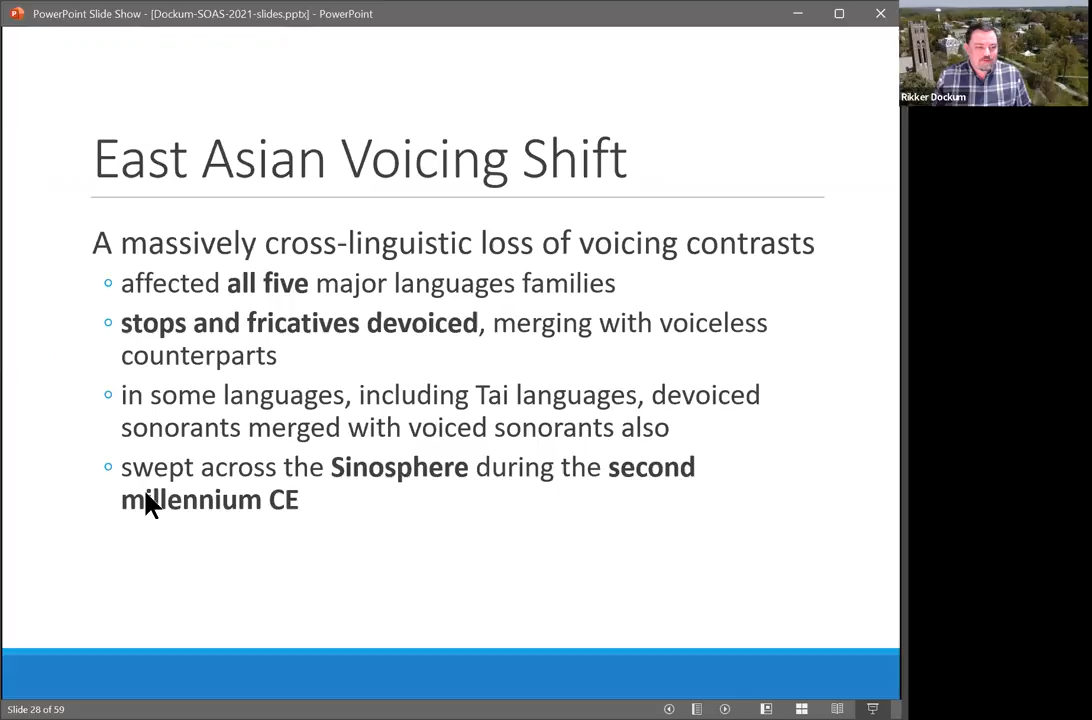 PowerPoint Slide Show - [Dockum-SOAS-2021-slides.pptx] - PowerPoint
Rikker Dockum
East Asian Voicing Shift
A massively cross-linguistic loss of voicing contrasts
affected all five major languages families
stops and fricatives devoiced, merging with voiceless
counterparts
in some languages, including Tai languages, devoiced
sonorants merged with voiced sonorants also
swept across the Sinosphere during the second
millennium CE
Slide 28 of 59